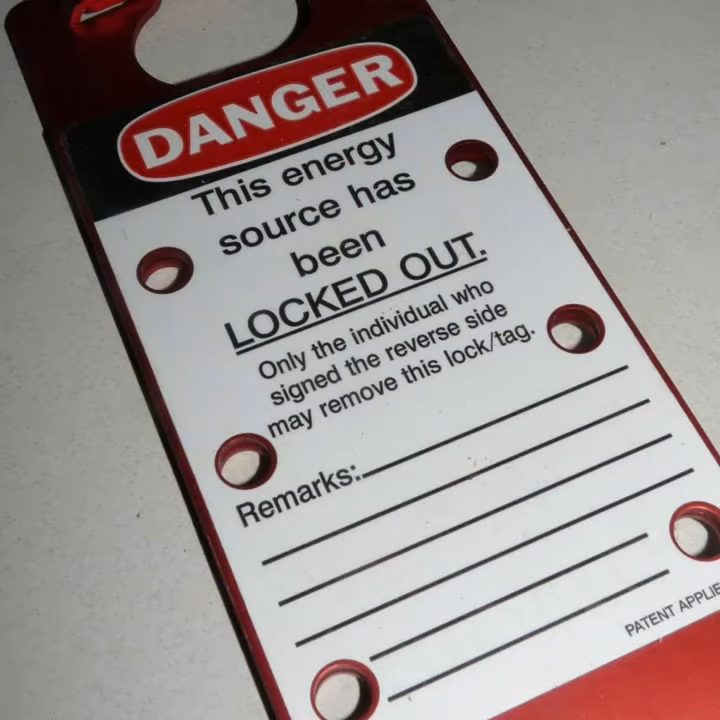 DANGER
This energy
source has
been
LOCKED OUT.
Only the individual who
signed the reverse side
may remove this lock/tag.
Remarks:
PATENT APPLIE